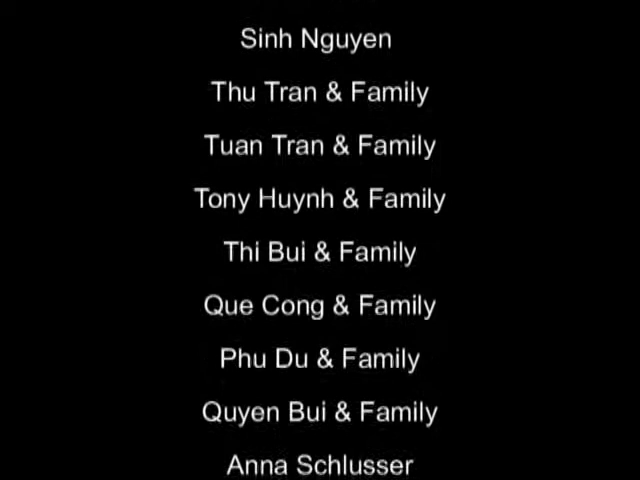 Sinh Nguyen
Thu Tran & Family
Tuan Tran & Family
Tony Huynh & Family
Thi Bui & Family
Que Cong & Family
Phu Du & Family
Quyen Bui & Family
Anna Schlusser